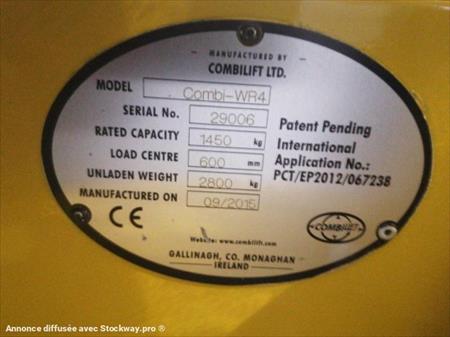 MANUFACTURED BY
COMBILIFT LTD.
MODEL Combi-WR4
SERIAL No. 29006
RATED CAPACITY 1450 kg
LOAD CENTRE 600 mm
UNLADEN WEIGHT 2800 kg
MANUFACTURED ON 09/2015
Patent Pending
International
Application No.:
PCT/EP2012/067238
CE
COMBILIFT
Website: www.combilift.com
GALLINAGH, CO. MONAGHAN
IRELAND
Annonce diffusée avec Stockway.pro ®